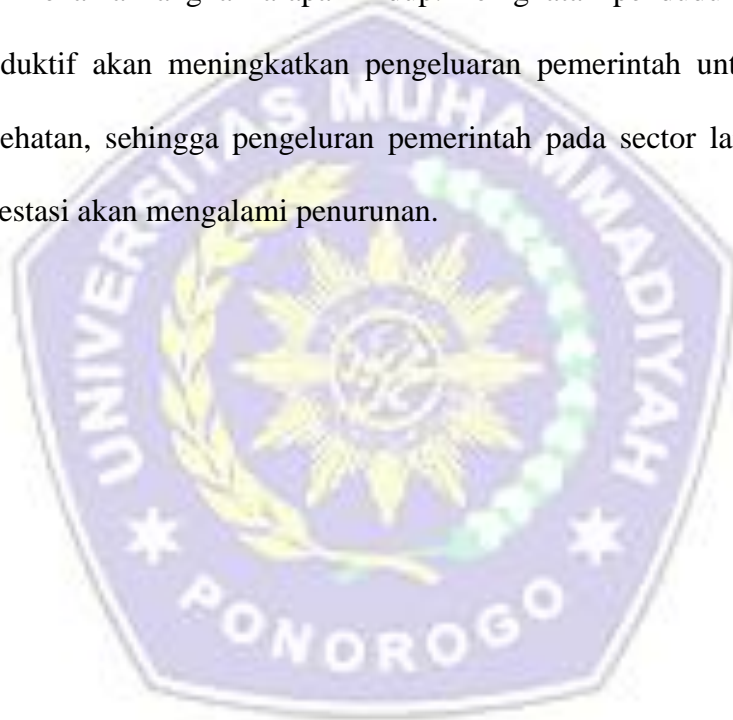 duktif akan meningkatkan pengeluaran pemerintah unt
ehatan, sehingga pengeluran pemerintah pada sector la
estasi akan mengalami penurunan.
UNIVERSITAS MUHAMMADIYAH
PONOROGO